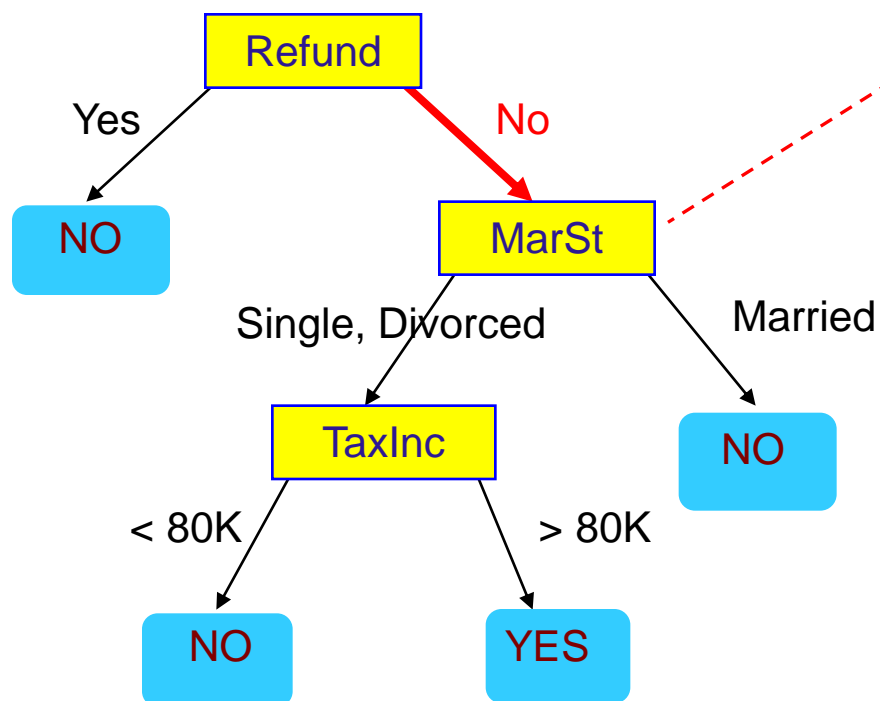 Refund
Yes
No
NO
MarSt
Single, Divorced
Married
TaxInc
NO
< 80K
> 80K
NO
YES